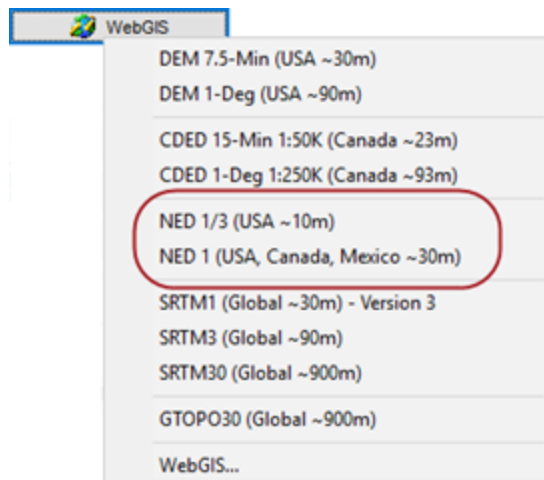 WebGIS
DEM 7.5-Min (USA ~30m)
DEM 1-Deg (USA ~90m)
CDED 15-Min 1:50K (Canada ~23m)
CDED 1-Deg 1:250K (Canada ~93m)
NED 1/3 (USA ~10m)
NED 1 (USA, Canada, Mexico ~30m)
SRTM1 (Global ~30m) - Version 3
SRTM3 (Global ~90m)
SRTM30 (Global ~900m)
GTOPO30 (Global ~900m)
WebGIS...